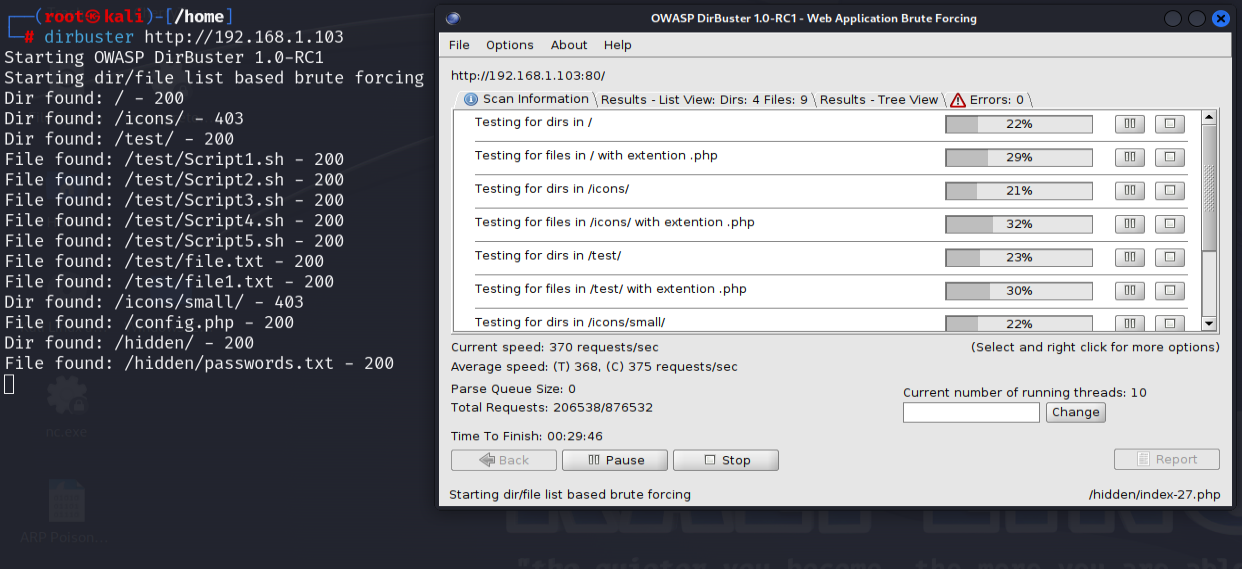 (root㉿kali)-[/home]
# dirbuster http://192.168.1.103
Starting OWASP DirBuster 1.0-RC1
Starting dir/file list based brute forcing
Dir found: / - 200
Dir found: /icons/ - 403
Dir found: /test/ - 200
File found: /test/Script1.sh - 200
File found: /test/Script2.sh - 200
File found: /test/Script3.sh - 200
File found: /test/Script4.sh - 200
File found: /test/Script5.sh - 200
File found: /test/file.txt - 200
File found: /test/file1.txt - 200
Dir found: /icons/small/ - 403
File found: /config.php - 200
Dir found: /hidden/ - 200
File found: /hidden/passwords.txt - 200
nc.exe
ARP Poison...
OWASP DirBuster 1.0-RC1 - Web Application Brute Forcing
File Options About Help
http://192.168.1.103:80/
Scan Information \ Results - List View: Dirs: 4 Files: 9 \ Results - Tree View \ Errors: 0 \
Testing for dirs in / 22%
Testing for files in / with extention .php 29%
Testing for dirs in /icons/ 21%
Testing for files in /icons/ with extention .php 32%
Testing for dirs in /test/ 23%
Testing for files in /test/ with extention .php 30%
Testing for dirs in /icons/small/ 22%
Current speed: 370 requests/sec (Select and right click for more options)
Average speed: (T) 368, (C) 375 requests/sec
Parse Queue Size: 0
Total Requests: 206538/876532
Current number of running threads: 10
Change
Time To Finish: 00:29:46
Back Pause Stop Report
Starting dir/file list based brute forcing /hidden/index-27.php
"the quieter you become, the more you are able